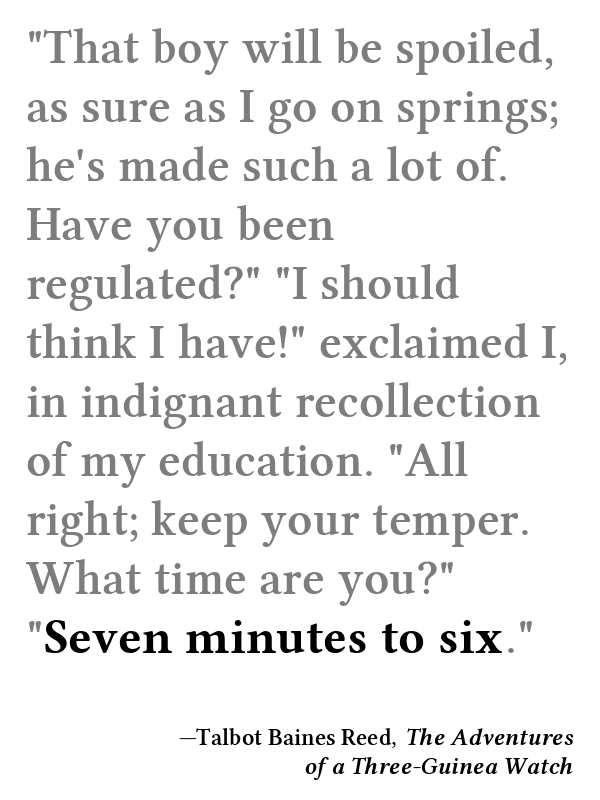 "That boy will be spoiled,
as sure as I go on springs;
he's made such a lot of.
Have you been
regulated?" "I should
think I have!" exclaimed I,
in indignant recollection
of my education. "All
right; keep your temper.
What time are you?"
"Seven minutes to six."
—Talbot Baines Reed, The Adventures
of a Three-Guinea Watch